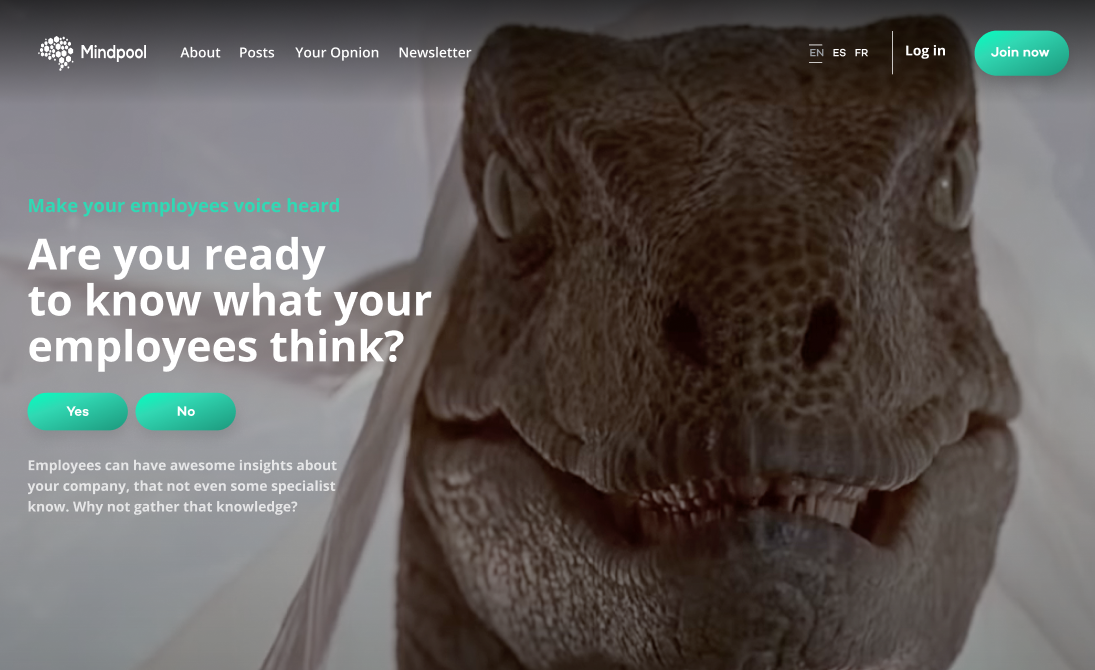 Mindpool
About Posts Your Opnion Newsletter
EN ES FR
Log in
Join now
Make your employees voice heard
Are you ready
to know what your
employees think?
Yes No
Employees can have awesome insights about
your company, that not even some specialist
know. Why not gather that knowledge?